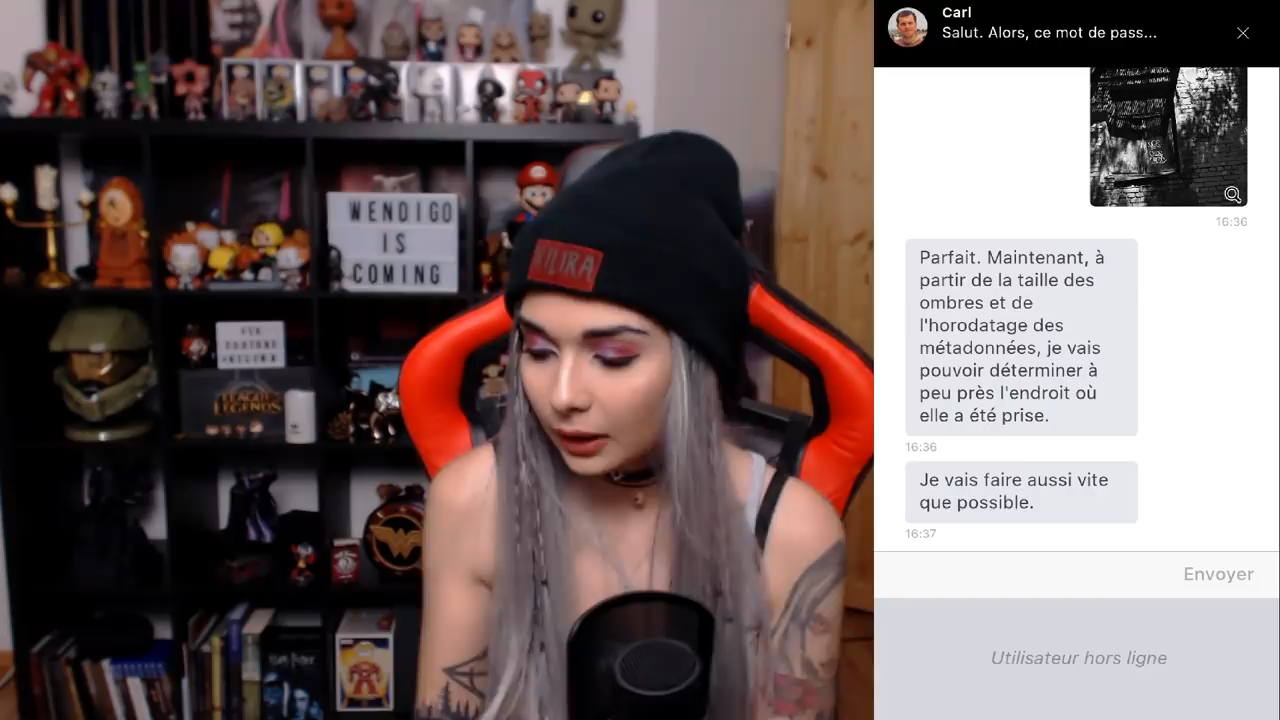 Carl
Salut. Alors, ce mot de pass...
16:36
Parfait. Maintenant, à
partir de la taille des
ombres et de
l'horodatage des
métadonnées, je vais
pouvoir déterminer à
peu près l'endroit où
elle a été prise.
16:36
Je vais faire aussi vite
que possible.
16:37
Envoyer
Utilisateur hors ligne
WENDIGO
IS
COMING
LEAGUE
LEGENDS